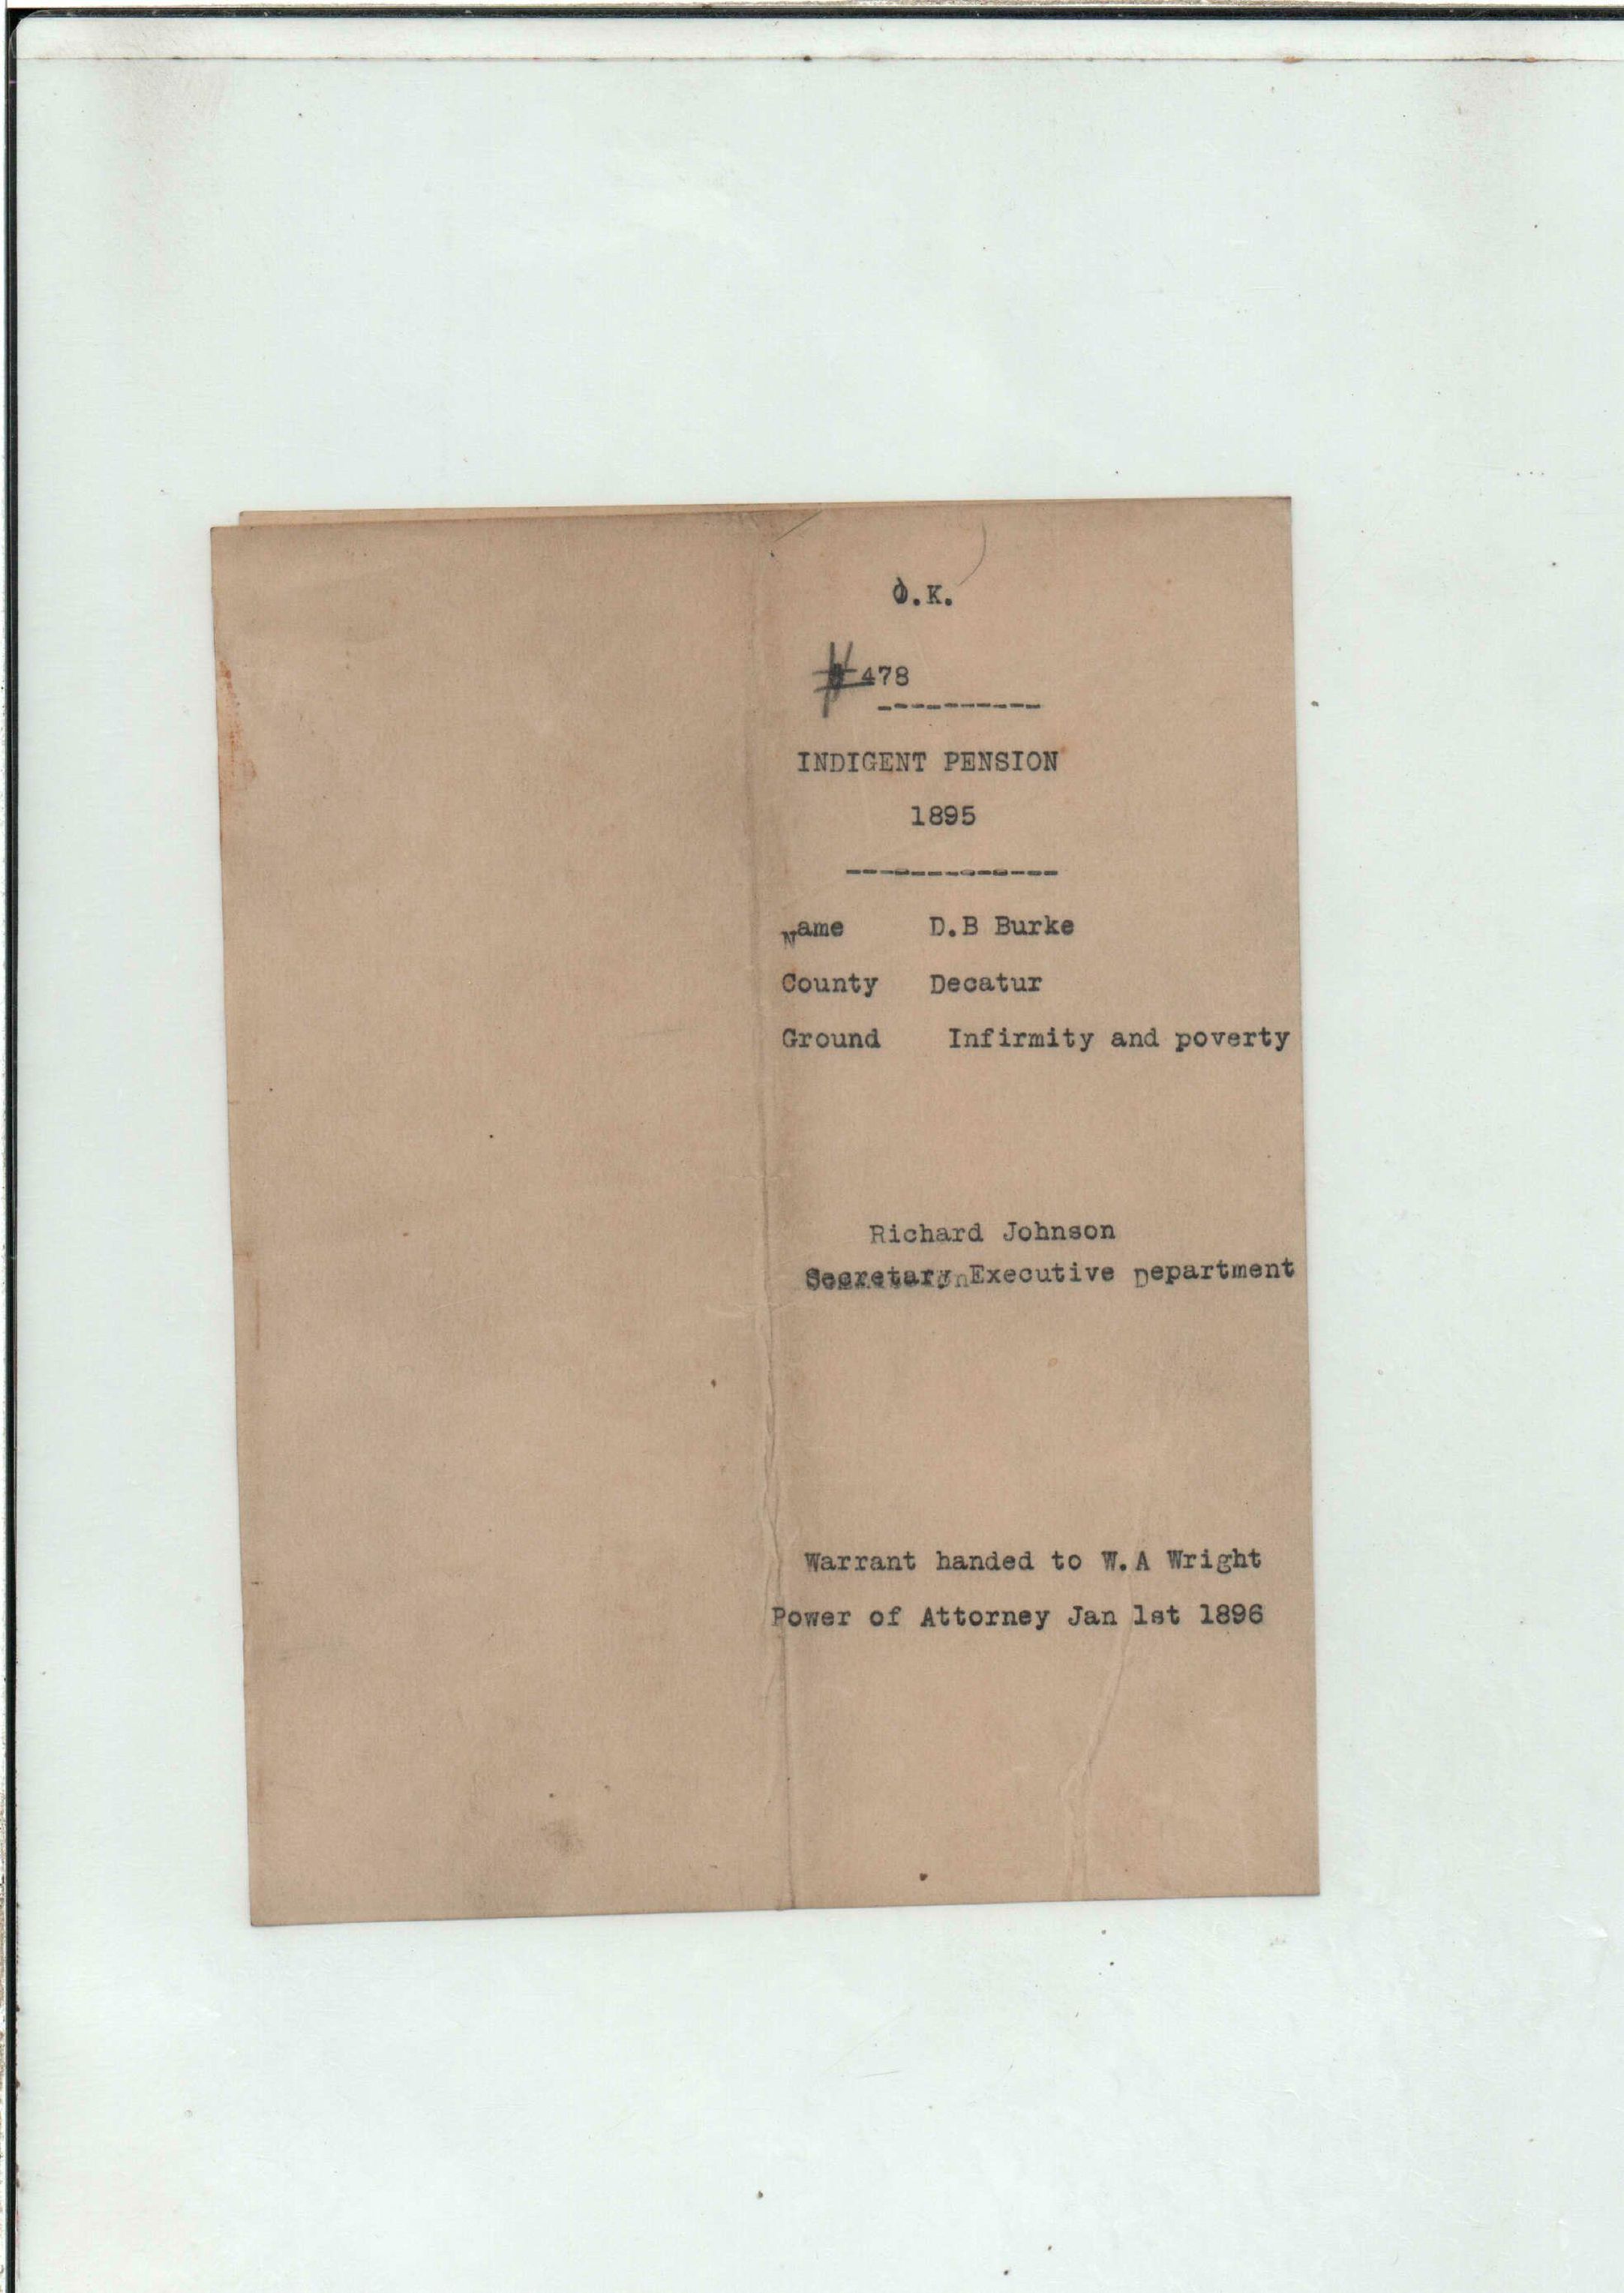 O.K.
# 478
-----------
INDIGENT PENSION
1895
-------------
Name D.B Burke
County Decatur
Ground Infirmity and poverty
Richard Johnson
Secretary Executive Department
Warrant handed to W.A Wright
Power of Attorney Jan 1st 1896